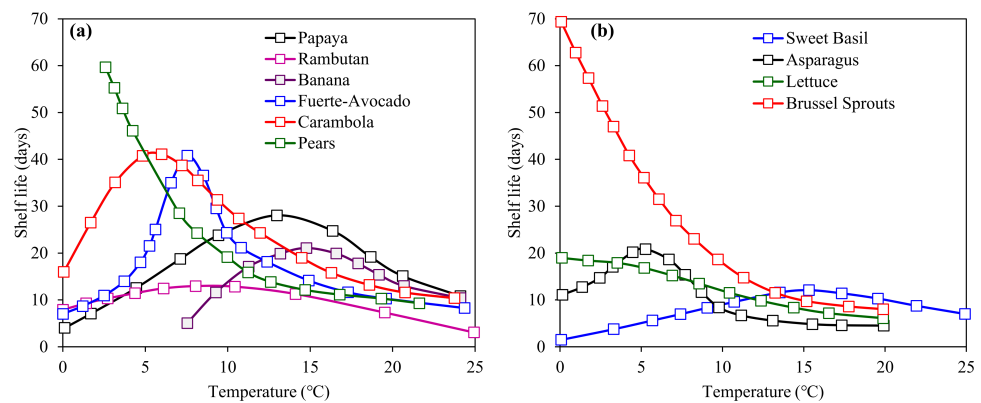 (a)
Papaya
Rambutan
Banana
Fuerte-Avocado
Carambola
Pears
Shelf life (days)
70
60
50
40
30
20
10
0
0 5 10 15 20 25
Temperature (℃)
(b)
Sweet Basil
Asparagus
Lettuce
Brussel Sprouts
Shelf life (days)
70
60
50
40
30
20
10
0
0 5 10 15 20 25
Temperature (℃)